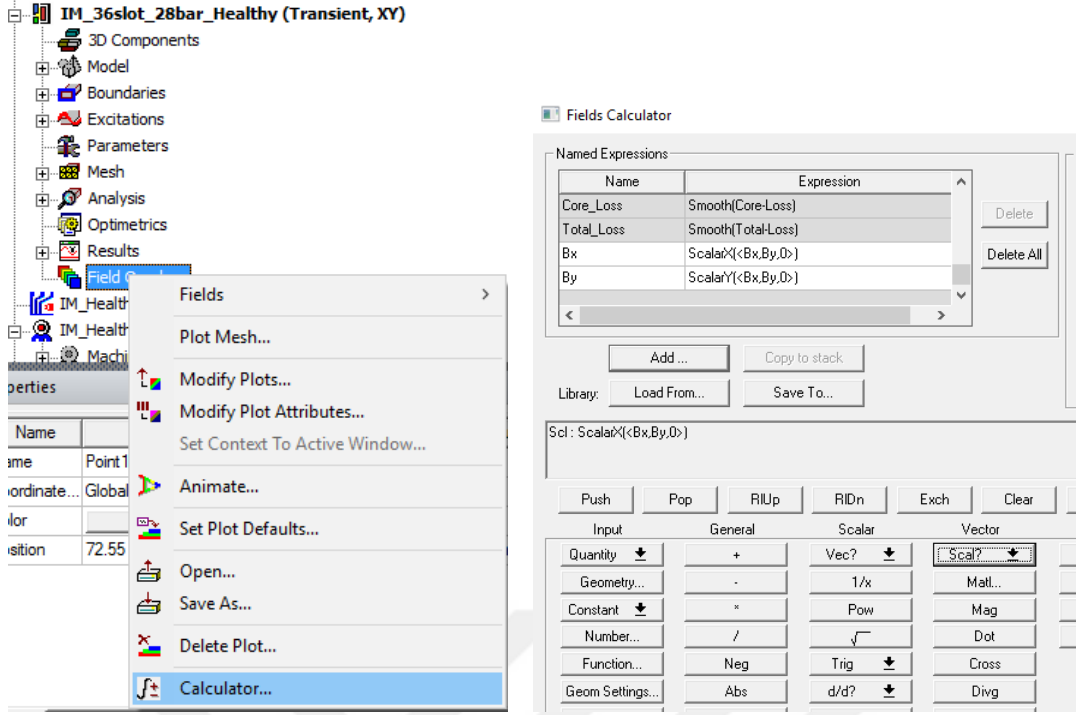 IM_36slot_28bar_Healthy (Transient, XY)
3D Components
Model
Boundaries
Excitations
Parameters
Mesh
Analysis
Optimetrics
Results
Field
IM_Healt
IM_Healt
Machi
perties
Name
ame
Point1
oordinate...
Global
olor
osition
72.55
Fields
Plot Mesh...
Modify Plots...
Modify Plot Attributes...
Set Context To Active Window...
Animate...
Set Plot Defaults...
Open...
Save As...
Delete Plot...
Calculator...
Fields Calculator
Named Expressions
Name Expression
Core_Loss Smooth(Core-Loss)
Total_Loss Smooth(Total-Loss)
Bx ScalarX(<Bx,By,0>)
By ScalarY(<Bx,By,0>)
Delete
Delete All
Add ... Copy to stack
Library: Load From... Save To...
Scl : ScalarX(<Bx,By,0>)
Push Pop RlUp RlDn Exch Clear
Input General Scalar Vector
Quantity + Vec? Scal?
Geometry... - 1/x Matl...
Constant * Pow Mag
Number... / √ Dot
Function... Neg Trig Cross
Geom Settings... Abs d/d? Divg